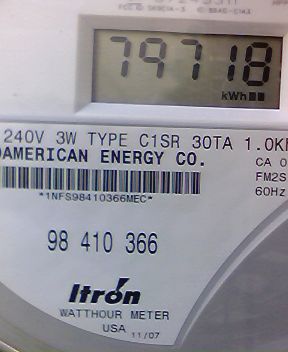 79718
kWh
240V 3W TYPE C1SR 30TA 1.0Kh
AMERICAN ENERGY CO.
CA 0
FM2S
60Hz
*1NFS98410366MEC*
98 410 366
Itron
WATTHOUR METER
USA 11/07